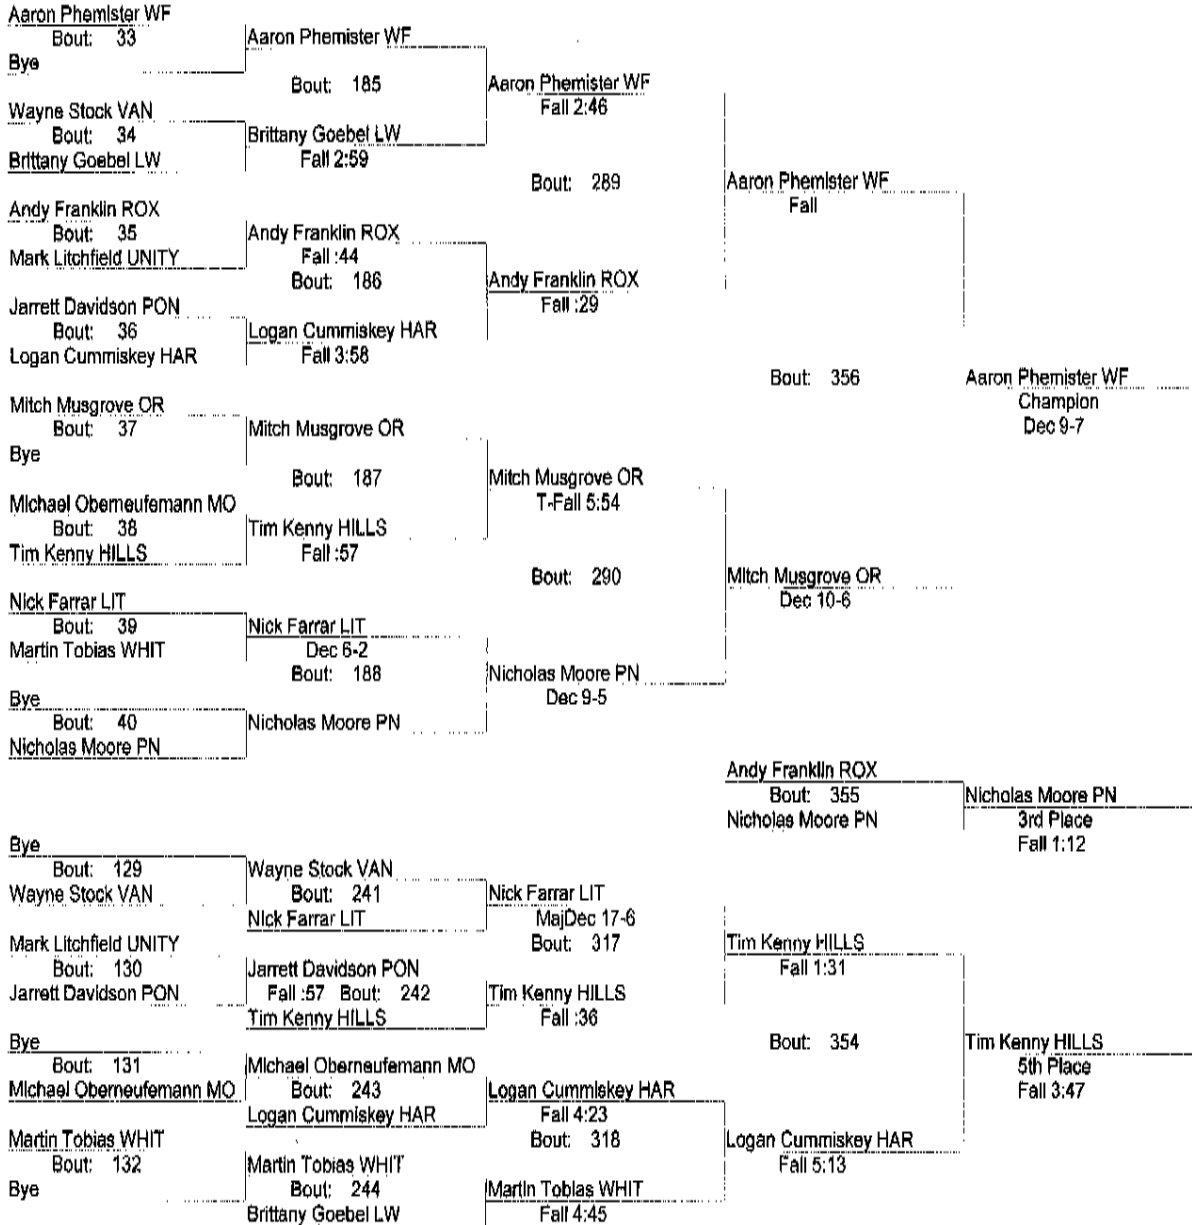 Aaron Phemister WF
Bout: 33
Bye
Aaron Phemister WF
Bout: 185
Wayne Stock VAN
Bout: 34
Brittany Goebel LW
Brittany Goebel LW
Fall 2:59
Aaron Phemister WF
Fall 2:46
Bout: 289
Andy Franklin ROX
Bout: 35
Mark Litchfield UNITY
Andy Franklin ROX
Fall :44
Bout: 186
Jarrett Davidson PON
Bout: 36
Logan Cummiskey HAR
Logan Cummiskey HAR
Fall 3:58
Andy Franklin ROX
Fall :29
Aaron Phemister WF
Fall
Bout: 356
Aaron Phemister WF
Champion
Dec 9-7
Mitch Musgrove OR
Bout: 37
Bye
Mitch Musgrove OR
Bout: 187
Michael Oberneufemann MO
Bout: 38
Tim Kenny HILLS
Tim Kenny HILLS
Fall :57
Mitch Musgrove OR
T-Fall 5:54
Bout: 290
Nick Farrar LIT
Bout: 39
Martin Tobias WHIT
Nick Farrar LIT
Dec 6-2
Bout: 188
Bye
Bout: 40
Nicholas Moore PN
Nicholas Moore PN
Nicholas Moore PN
Dec 9-5
Mitch Musgrove OR
Dec 10-6
Andy Franklin ROX
Bout: 355
Nicholas Moore PN
Nicholas Moore PN
3rd Place
Fall 1:12
Bye
Bout: 129
Wayne Stock VAN
Wayne Stock VAN
Bout: 241
Nick Farrar LIT
Nick Farrar LIT
MajDec 17-6
Bout: 317
Mark Litchfield UNITY
Bout: 130
Jarrett Davidson PON
Jarrett Davidson PON
Fall :57 Bout: 242
Tim Kenny HILLS
Tim Kenny HILLS
Fall :36
Tim Kenny HILLS
Fall 1:31
Bout: 354
Tim Kenny HILLS
5th Place
Fall 3:47
Bye
Bout: 131
Michael Oberneufemann MO
Michael Oberneufemann MO
Bout: 243
Logan Cummiskey HAR
Logan Cummiskey HAR
Fall 4:23
Bout: 318
Martin Tobias WHIT
Bout: 132
Bye
Martin Tobias WHIT
Bout: 244
Brittany Goebel LW
Martin Tobias WHIT
Fall 4:45
Logan Cummiskey HAR
Fall 5:13